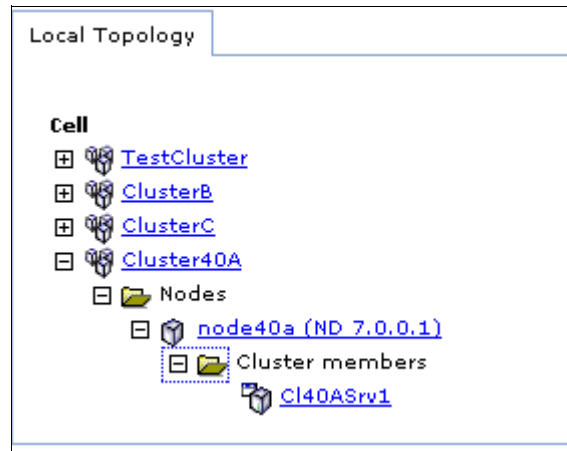 Local Topology
Cell
TestCluster
ClusterB
ClusterC
Cluster40A
Nodes
node40a (ND 7.0.0.1)
Cluster members
Cl40ASrv1